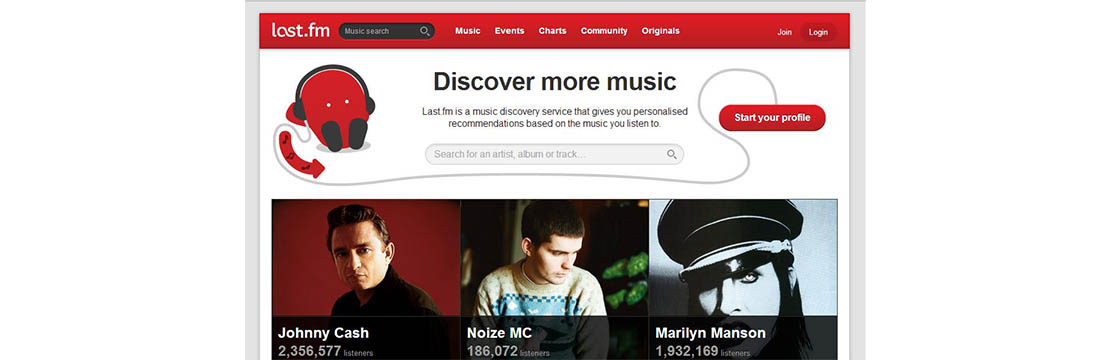 last.fm
Music search
Music Events Charts Community Originals
Join Login
Discover more music
Last.fm is a music discovery service that gives you personalised
recommendations based on the music you listen to.
Start your profile
Search for an artist, album or track...
Johnny Cash
2,356,577 listeners
Noize MC
186,072 listeners
Marilyn Manson
1,932,169 listeners